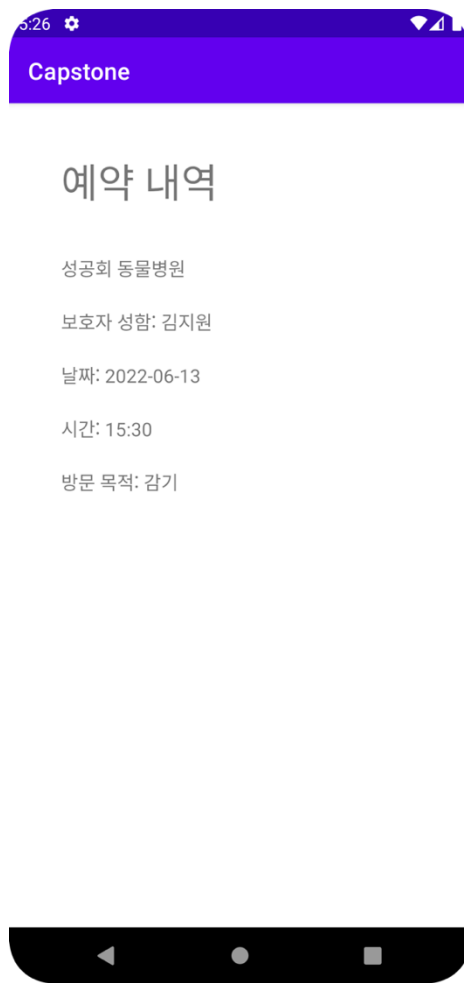 5:26
Capstone
예약 내역
성공회 동물병원
보호자 성함: 김지원
날짜: 2022-06-13
시간: 15:30
방문 목적: 감기